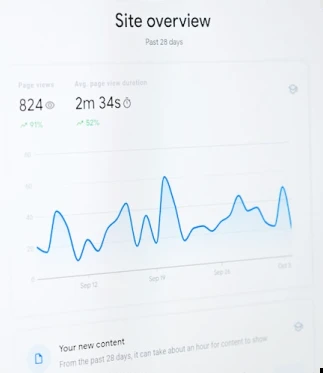 Site overview
Past 28 days
Page views
Avg. page view duration
824
2m 34s
91%
52%
80
60
40
20
0
Sep 12
Sep 19
Sep 26
Oct 3
Your new content
From the past 28 days, it can take about an hour for content to show